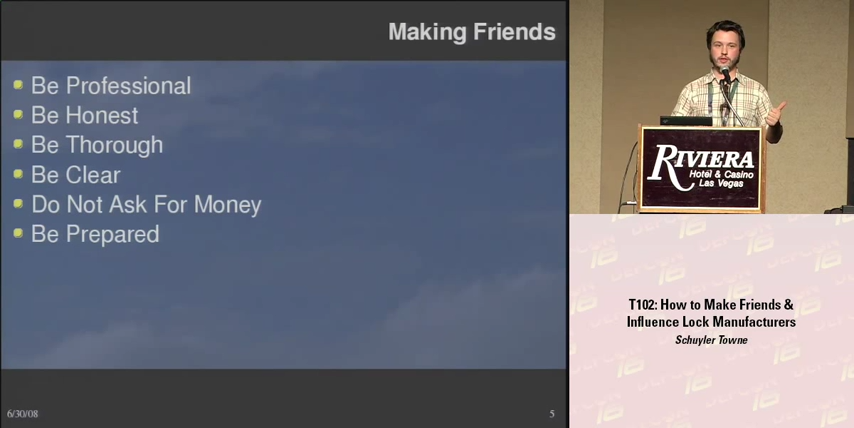 Making Friends
Be Professional
Be Honest
Be Thorough
Be Clear
Do Not Ask For Money
Be Prepared
6/30/08
5
RIVIERA
Hotel & Casino
Las Vegas
T102: How to Make Friends &
Influence Lock Manufacturers
Schuyler Towne